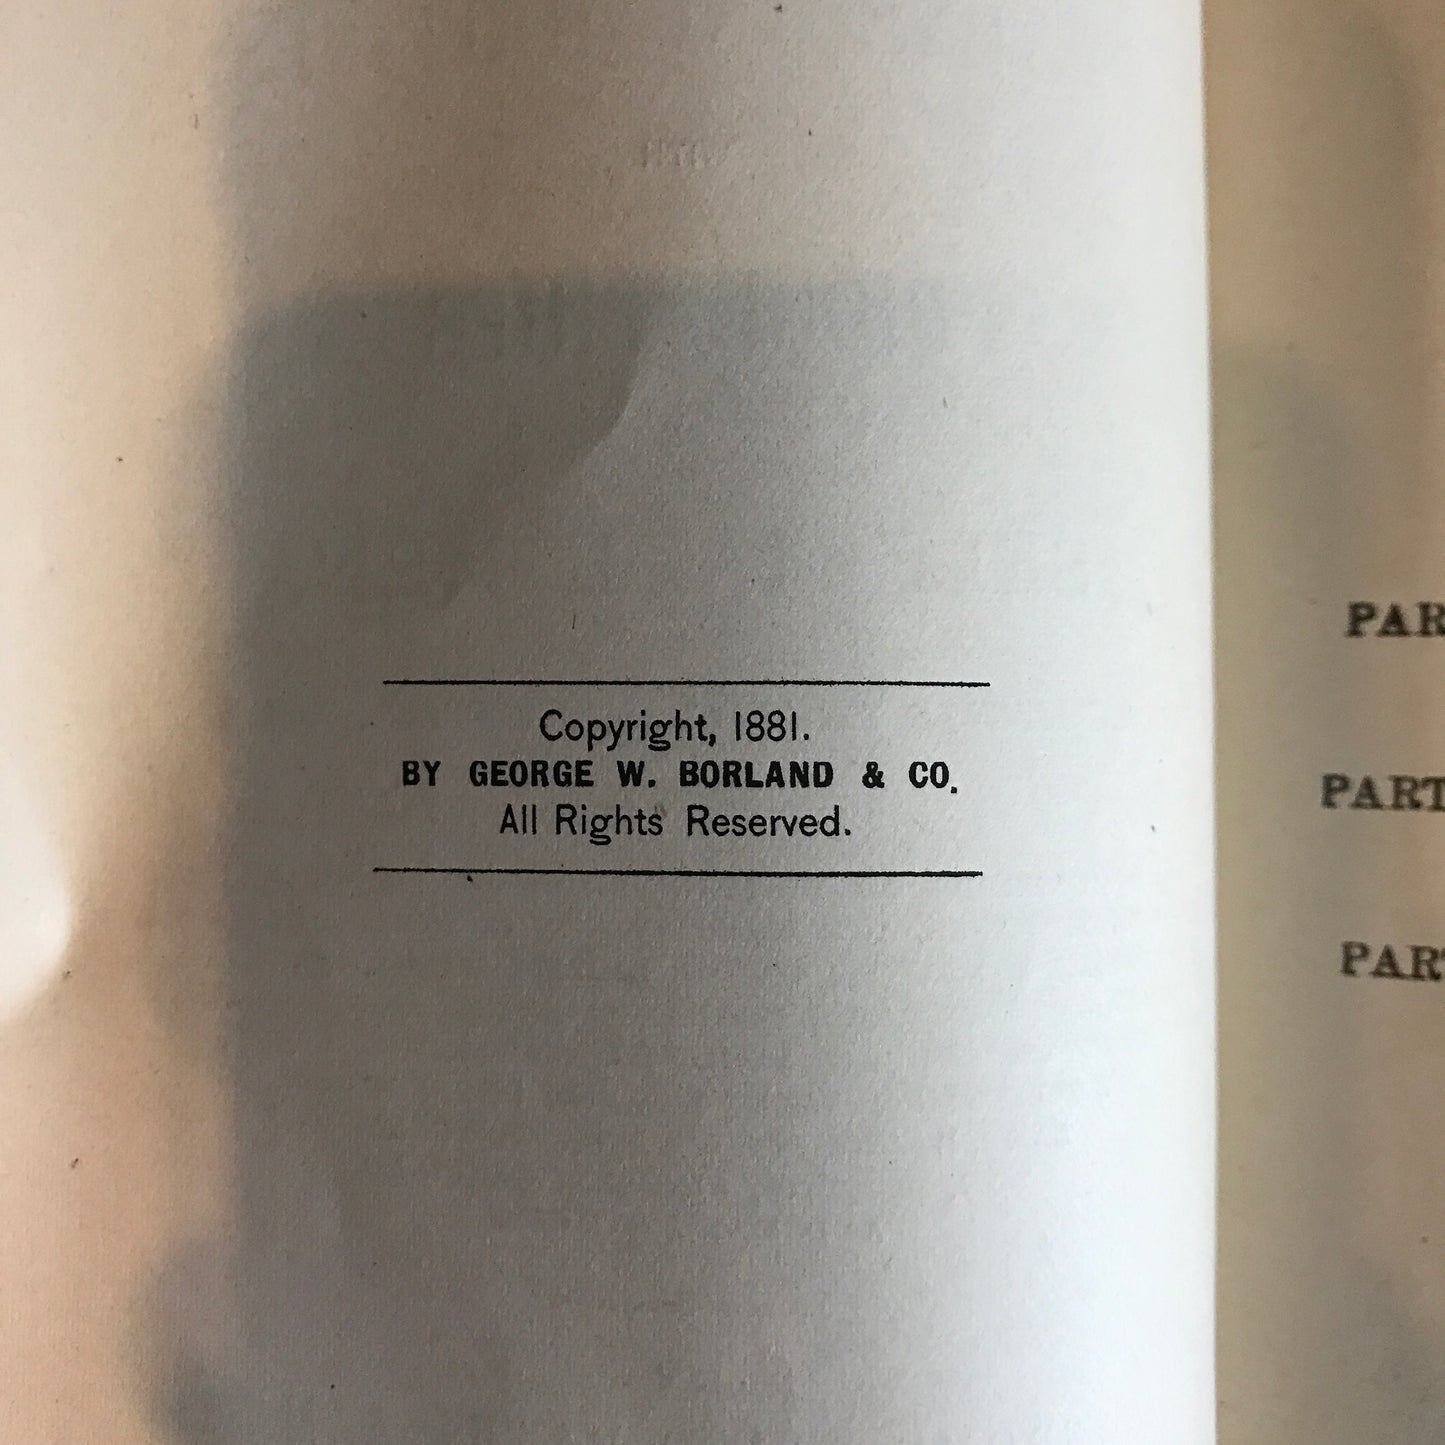 Copyright, 1881.
BY GEORGE W. BORLAND & CO.
All Rights Reserved.
PAR
PART
PART